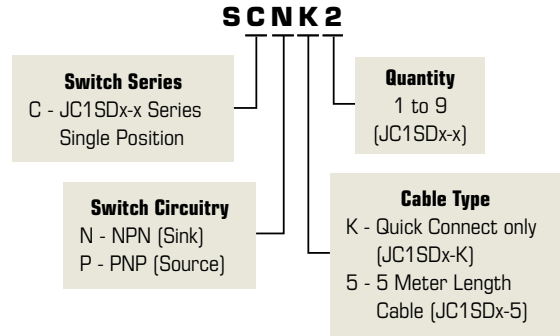 SCNK2
Switch Series
C - JC1SDx-x Series
Single Position
Quantity
1 to 9
(JC1SDx-x)
Switch Circuitry
N - NPN (Sink)
P - PNP (Source)
Cable Type
K - Quick Connect only
(JC1SDx-K)
5 - 5 Meter Length
Cable (JC1SDx-5)